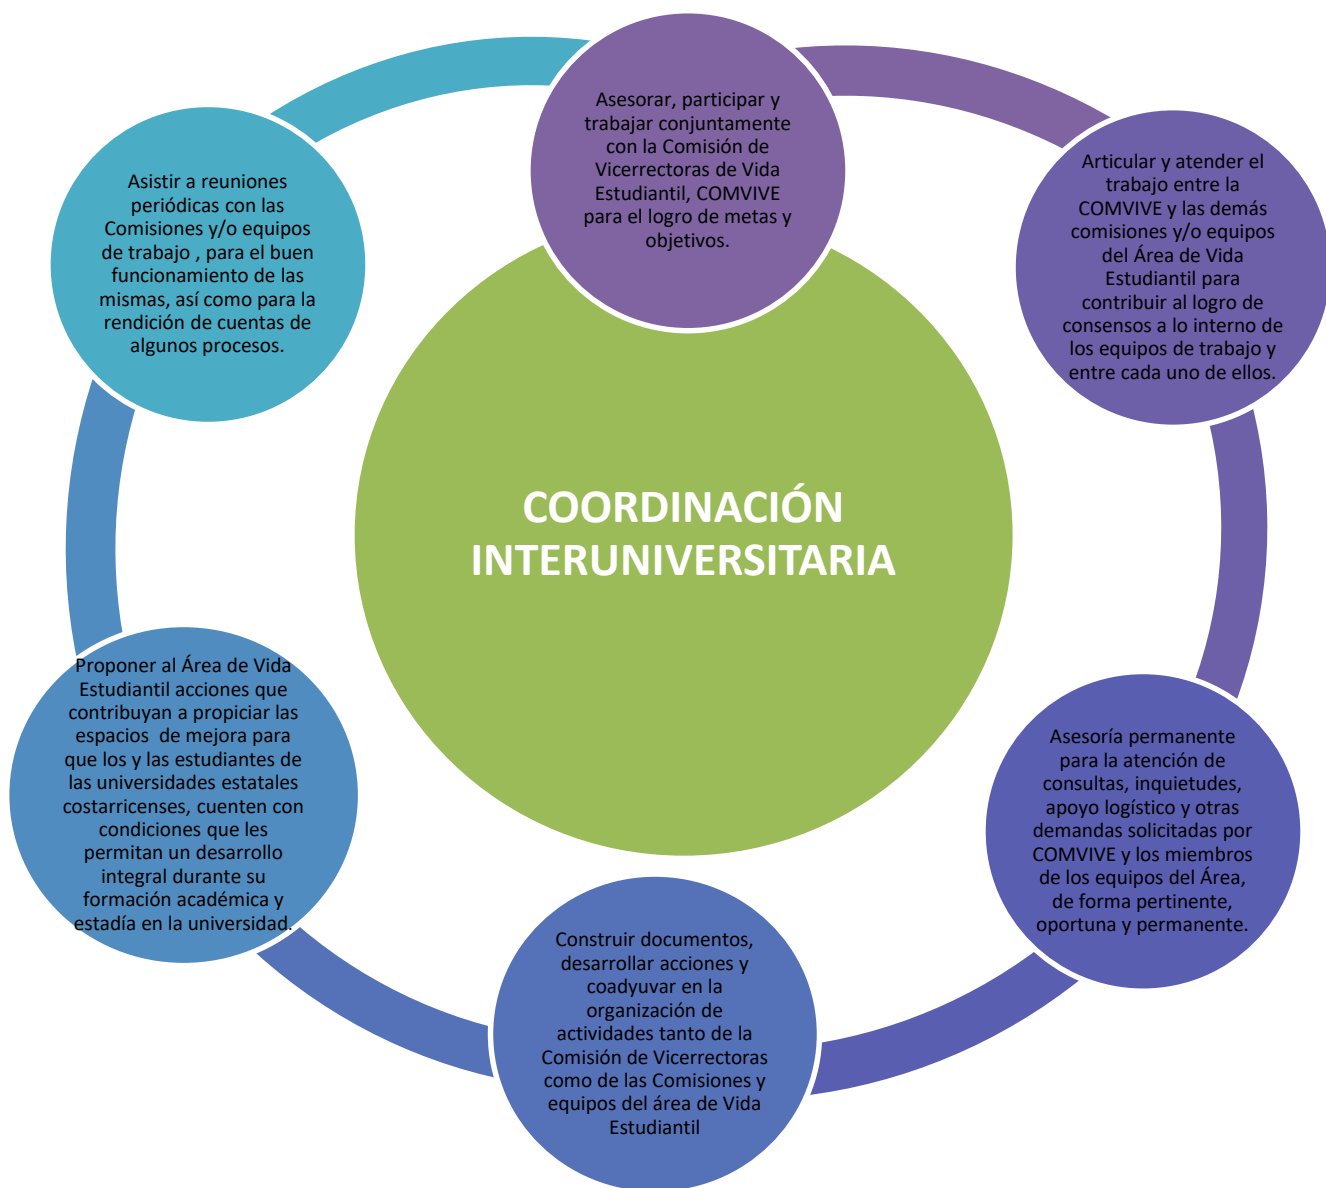 Asesorar, participar y
trabajar conjuntamente
con la Comisión de
Vicerrectoras de Vida
Estudiantil, COMVIVE
para el logro de metas y
objetivos.
Articular y atender el
trabajo entre la
COMVIVE y las demás
comisiones y/o equipos
del Área de Vida
Estudiantil para
contribuir al logro de
consensos a lo interno de
los equipos de trabajo y
entre cada uno de ellos.
Asesoría permanente
para la atención de
consultas, inquietudes,
apoyo logístico y otras
demandas solicitadas por
COMVIVE y los miembros
de los equipos del Área,
de forma pertinente,
oportuna y permanente.
Construir documentos,
desarrollar acciones y
coadyuvar en la
organización de
actividades tanto de la
Comisión de Vicerrectoras
como de las Comisiones y
equipos del área de Vida
Estudiantil
Proponer al Área de Vida
Estudiantil acciones que
contribuyan a propiciar las
espacios de mejora para
que los y las estudiantes de
las universidades estatales
costarricenses, cuenten con
condiciones que les
permitan un desarrollo
integral durante su
formación académica y
estadía en la universidad.
Asistir a reuniones
periódicas con las
Comisiones y/o equipos
de trabajo , para el buen
funcionamiento de las
mismas, así como para la
rendición de cuentas de
algunos procesos.
COORDINACIÓN
INTERUNIVERSITARIA